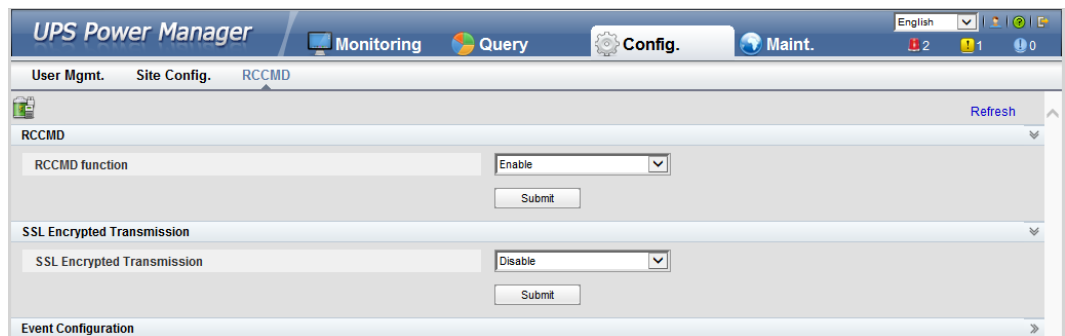 UPS Power Manager
Monitoring Query Config. Maint.
English
2 1 0
User Mgmt. Site Config. RCCMD
Refresh
RCCMD
RCCMD function Enable
Submit
SSL Encrypted Transmission
SSL Encrypted Transmission Disable
Submit
Event Configuration